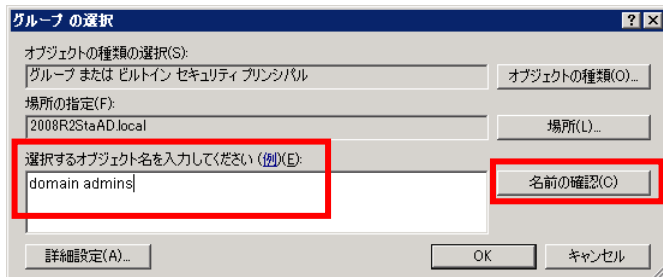 グループ の選択
オブジェクトの種類の選択(S):
グループ または ビルトイン セキュリティ プリンシパル
オブジェクトの種類(O)...
場所の指定(F):
2008R2StaAD.local
場所(L)...
選択するオブジェクト名を入力してください (例)(E):
domain admins
名前の確認(C)
詳細設定(A)...
OK
キャンセル